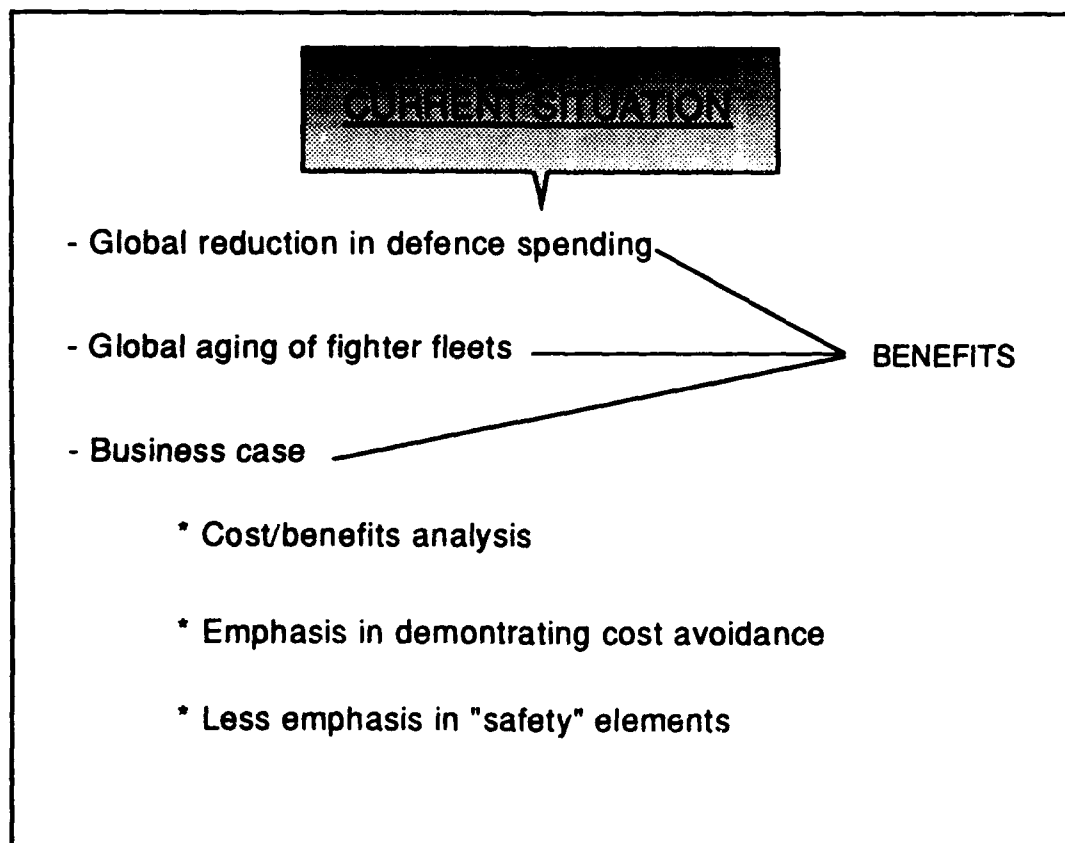 CURRENT SITUATION
- Global reduction in defence spending
- Global aging of fighter fleets
BENEFITS
- Business case
* Cost/benefits analysis
* Emphasis in demontrating cost avoidance
* Less emphasis in "safety" elements